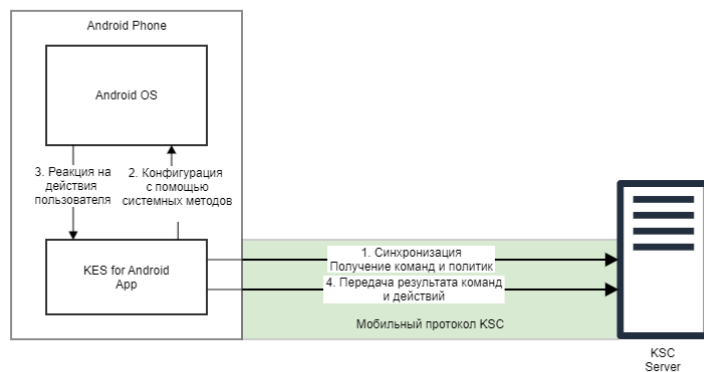 Android Phone
Android OS
3. Реакция на
действия
пользователя
2. Конфигурация
с помощью
системных методов
KES for Android
App
1. Синхронизация
Получение команд и политик
4. Передача результата команд
и действий
Мобильный протокол KSC
KSC
Server